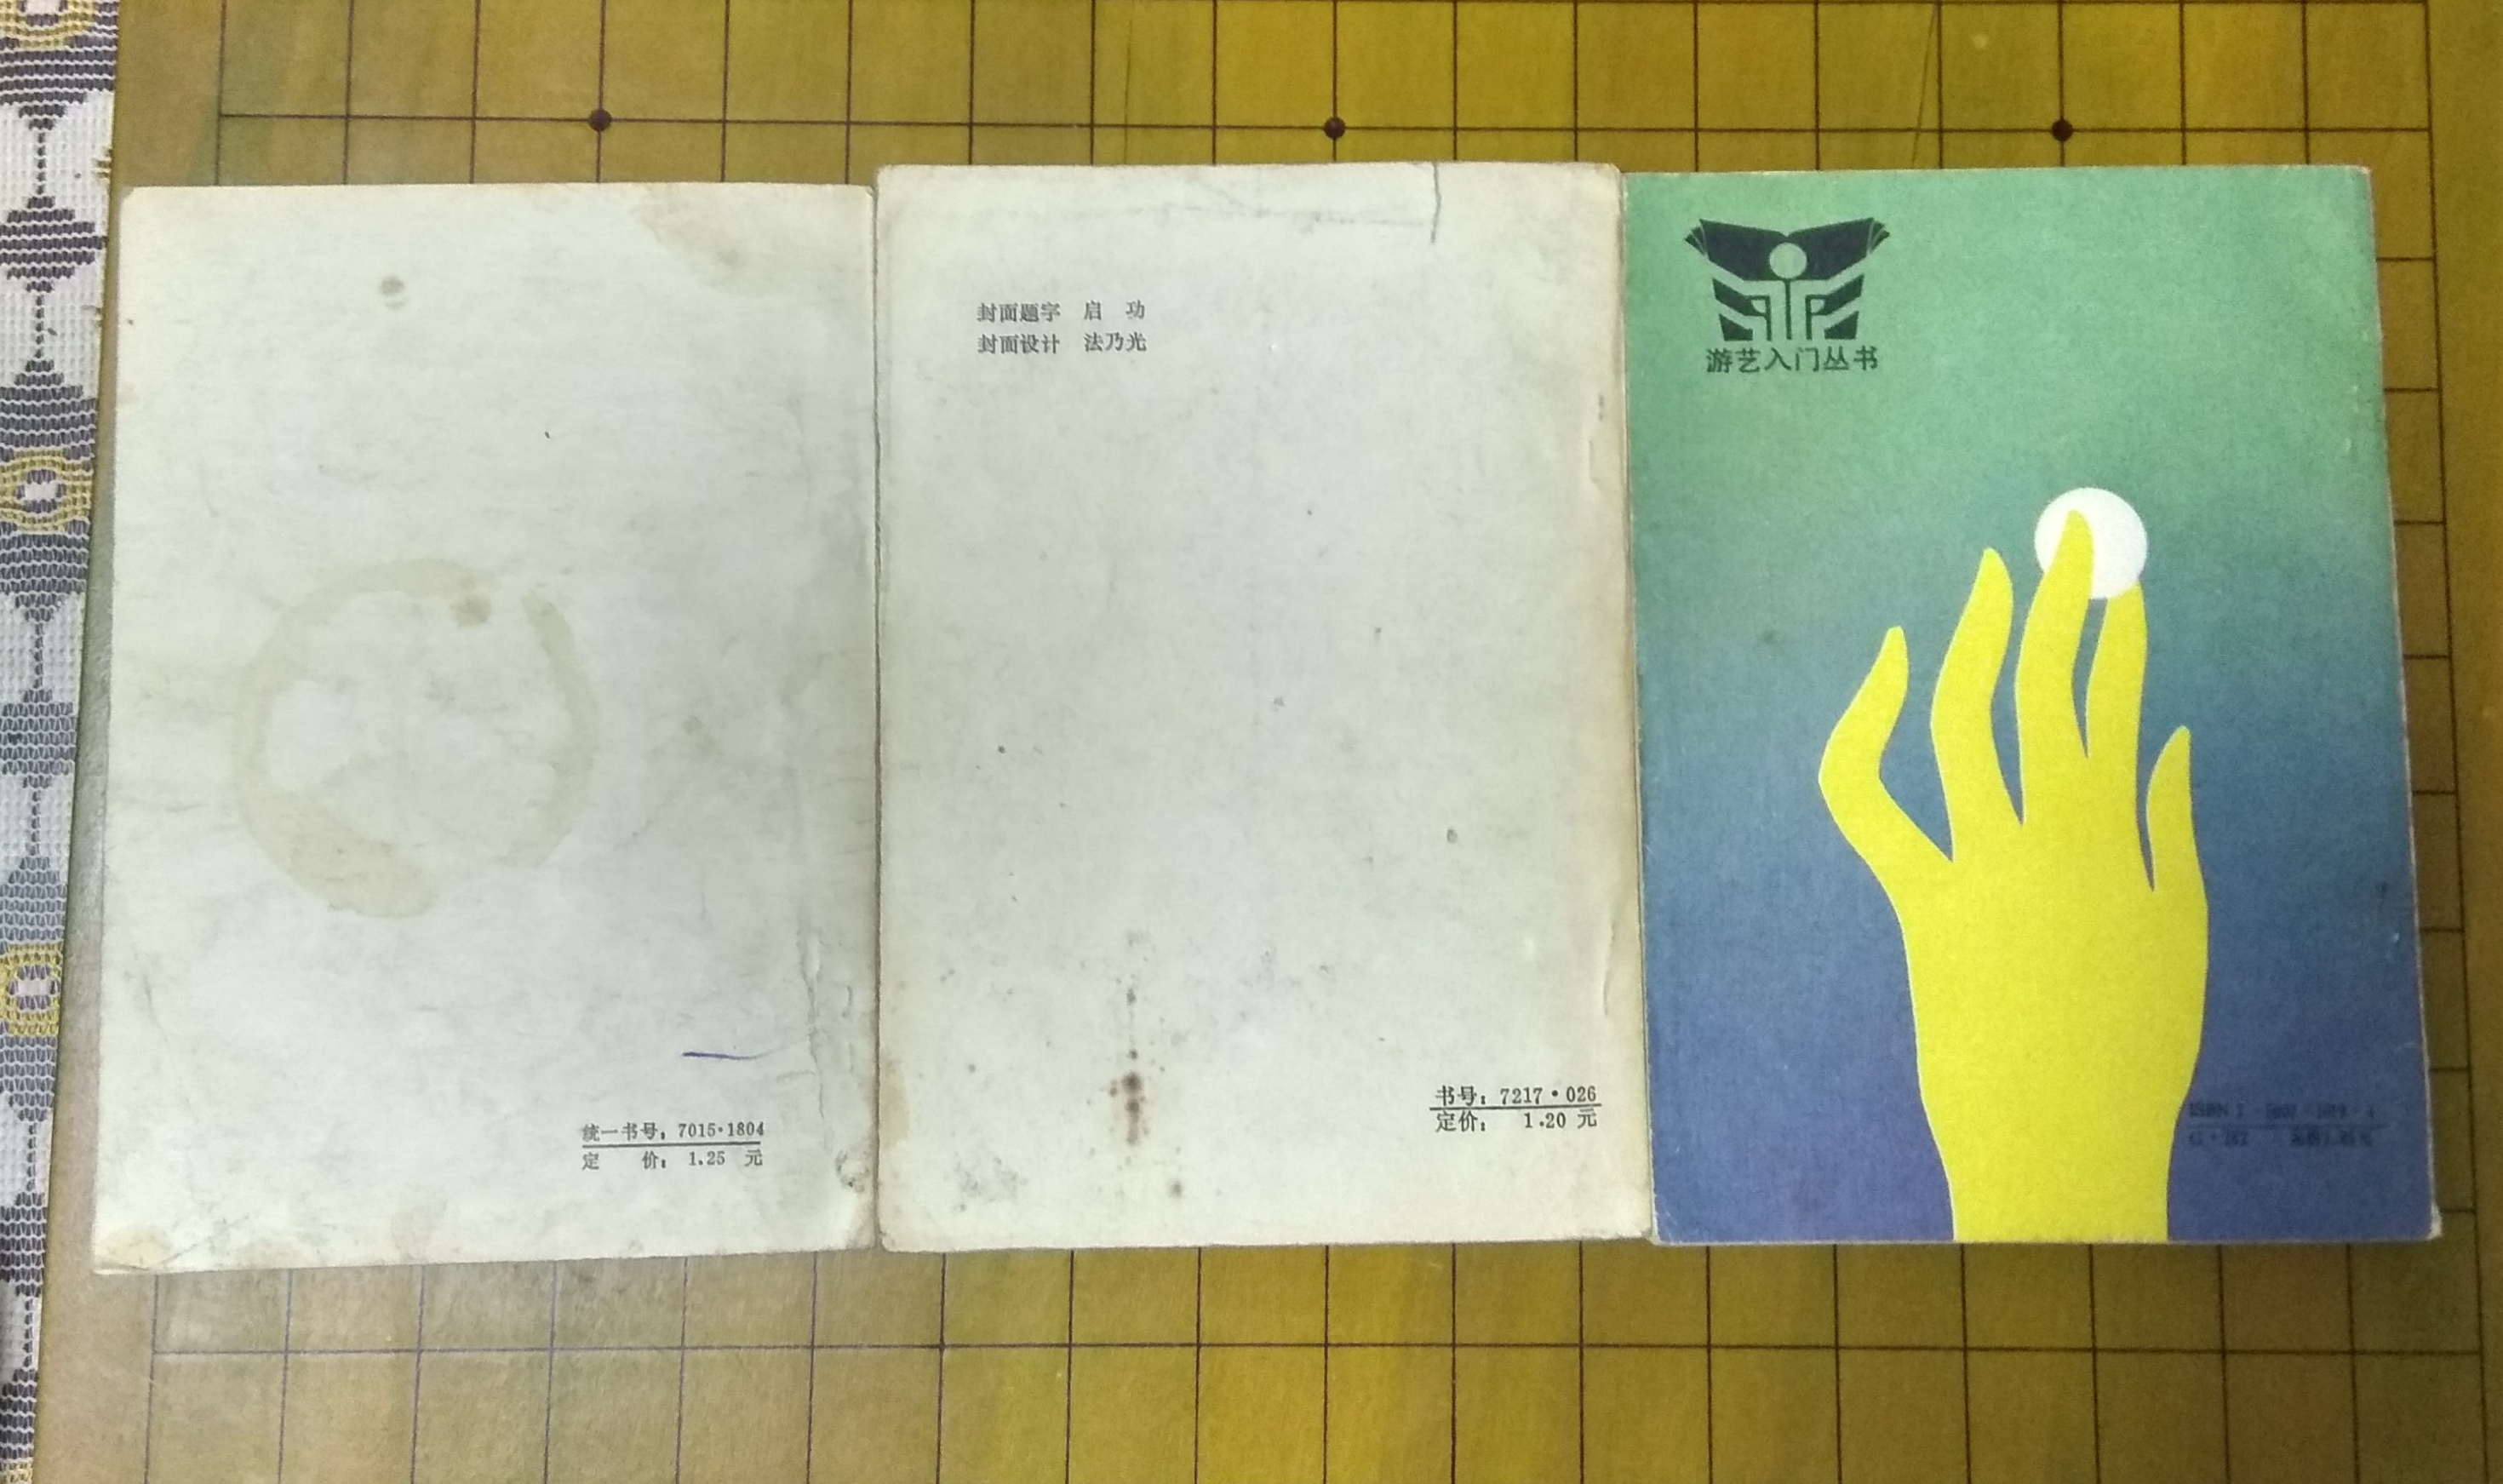 统一书号：7015·1804
定　　价：　1.25　元
封面题字　启　功
封面设计　法乃光
书号：7217·026
定价：　1.20 元
游艺入门丛书
ISBN 7